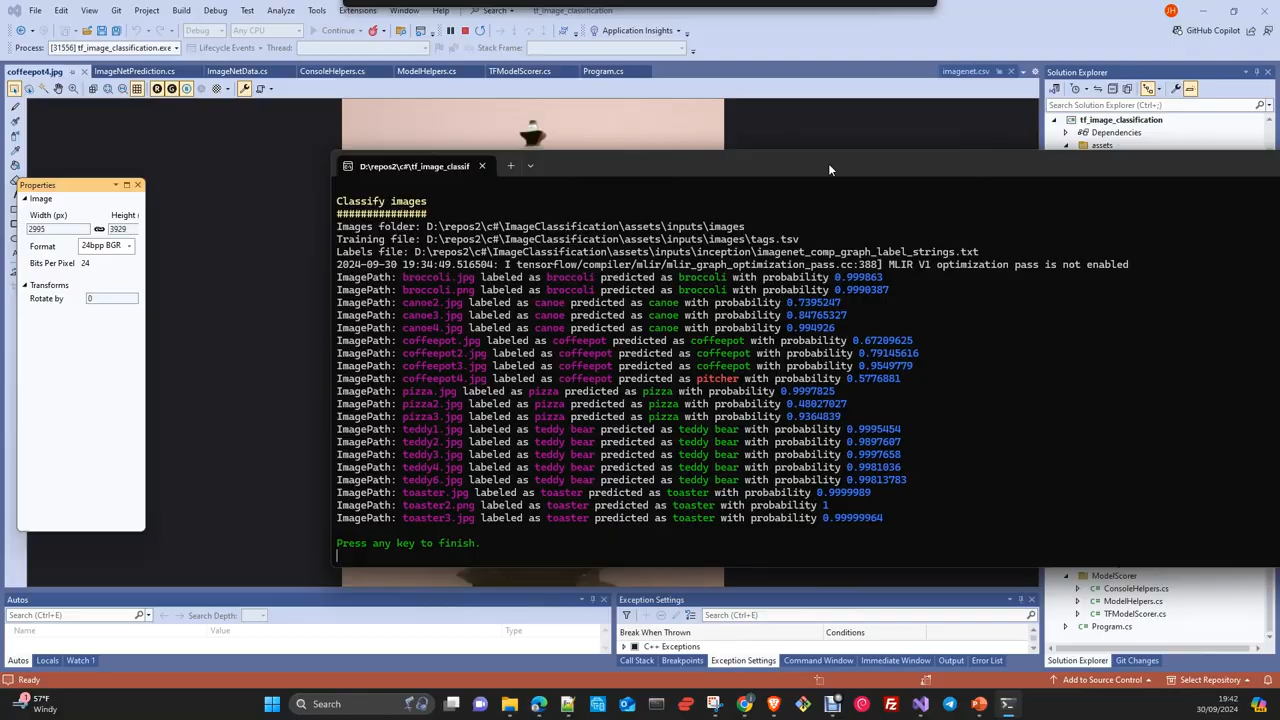 File Edit View Git Project Build Debug Test Analyze Tools Extensions Window Help Search tf_image_classification JH
Debug Any CPU Continue Application Insights GitHub Copilot
Process: [31556] tf_image_classification.exe Lifecycle Events Thread: Stack Frame:
coffeepot4.jpg ImageNetPrediction.cs ImageNetData.cs ConsoleHelpers.cs ModelHelpers.cs TFModelScorer.cs Program.cs imagenet.csv Solution Explorer
Search Solution Explorer (Ctrl+;)
tf_image_classification
Dependencies
assets
D:\repos2\c#\tf_image_classif
Properties
Image
Width (px) Height (
2995 3929
Format 24bpp BGR
Bits Per Pixel 24
Transforms
Rotate by 0
Classify images
###############
Images folder: D:\repos2\c#\ImageClassification\assets\inputs\images
Training file: D:\repos2\c#\ImageClassification\assets\inputs\images\tags.tsv
Labels file: D:\repos2\c#\ImageClassification\assets\inputs\inception\imagenet_comp_graph_label_strings.txt
2024-09-30 19:34:49.516504: I tensorflow/compiler/mlir/mlir_graph_optimization_pass.cc:388] MLIR V1 optimization pass is not enabled
ImagePath: broccoli.jpg labeled as broccoli predicted as broccoli with probability 0.999863
ImagePath: broccoli.png labeled as broccoli predicted as broccoli with probability 0.9990387
ImagePath: canoe2.jpg labeled as canoe predicted as canoe with probability 0.7395247
ImagePath: canoe3.jpg labeled as canoe predicted as canoe with probability 0.84765327
ImagePath: canoe4.jpg labeled as canoe predicted as canoe with probability 0.994926
ImagePath: coffeepot.jpg labeled as coffeepot predicted as coffeepot with probability 0.67209625
ImagePath: coffeepot2.jpg labeled as coffeepot predicted as coffeepot with probability 0.79145616
ImagePath: coffeepot3.jpg labeled as coffeepot predicted as coffeepot with probability 0.9549779
ImagePath: coffeepot4.jpg labeled as coffeepot predicted as pitcher with probability 0.5776881
ImagePath: pizza.jpg labeled as pizza predicted as pizza with probability 0.9997825
ImagePath: pizza2.jpg labeled as pizza predicted as pizza with probability 0.48027027
ImagePath: pizza3.jpg labeled as pizza predicted as pizza with probability 0.9364839
ImagePath: teddy1.jpg labeled as teddy bear predicted as teddy bear with probability 0.9995454
ImagePath: teddy2.jpg labeled as teddy bear predicted as teddy bear with probability 0.9897607
ImagePath: teddy3.jpg labeled as teddy bear predicted as teddy bear with probability 0.9997658
ImagePath: teddy4.jpg labeled as teddy bear predicted as teddy bear with probability 0.9981036
ImagePath: teddy6.jpg labeled as teddy bear predicted as teddy bear with probability 0.99813783
ImagePath: toaster.jpg labeled as toaster predicted as toaster with probability 0.9999989
ImagePath: toaster2.png labeled as toaster predicted as toaster with probability 1
ImagePath: toaster3.jpg labeled as toaster predicted as toaster with probability 0.99999964
Press any key to finish.
ModelScorer
ConsoleHelpers.cs
ModelHelpers.cs
TFModelScorer.cs
Program.cs
Autos Exception Settings
Search (Ctrl+E) Search Depth: Search (Ctrl+E)
Name Value Type Break When Thrown Conditions
C++ Exceptions
Autos Locals Watch 1 Call Stack Breakpoints Exception Settings Command Window Immediate Window Output Error List Solution Explorer Git Changes
Ready Add to Source Control Select Repository
57°F
Windy
Search
19:42
30/09/2024